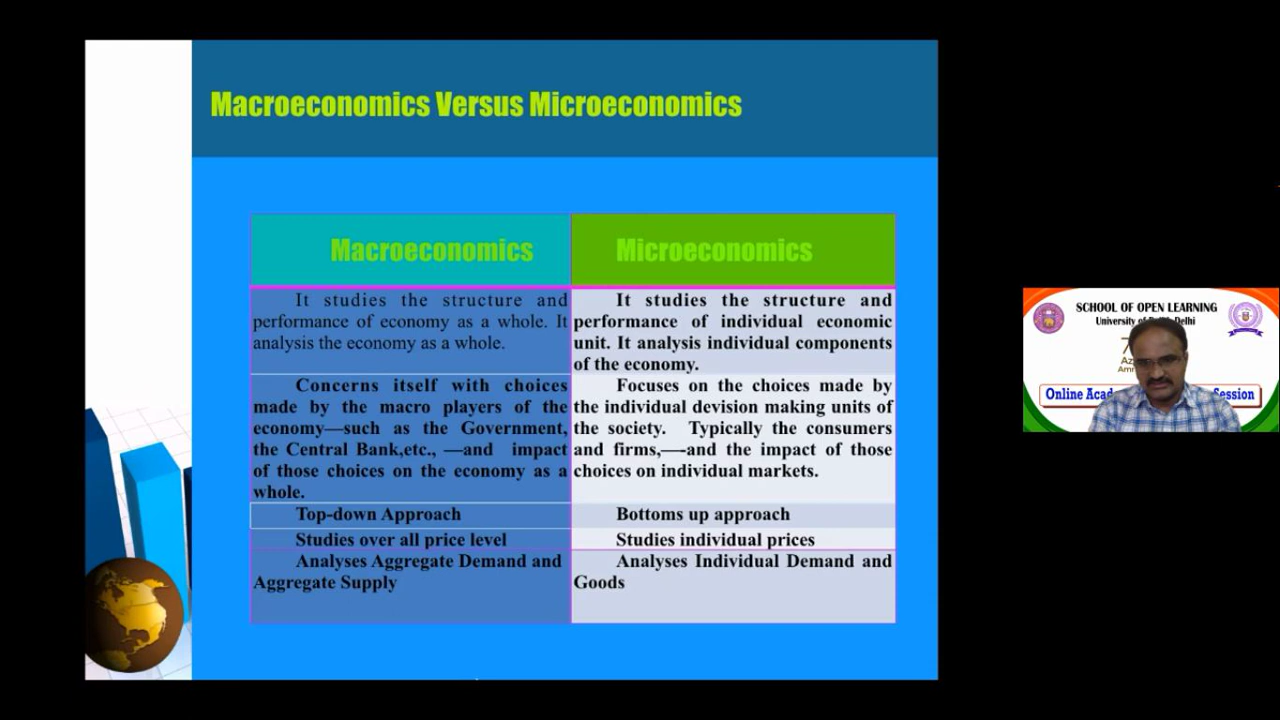 Macroeconomics Versus Microeconomics
Macroeconomics
Microeconomics
It studies the structure and
performance of economy as a whole. It
analysis the economy as a whole.
It studies the structure and
performance of individual economic
unit. It analysis individual components
of the economy.
Concerns itself with choices
made by the macro players of the
economy—such as the Government,
the Central Bank,etc., —and impact
of those choices on the economy as a
whole.
Focuses on the choices made by
the individual devision making units of
the society. Typically the consumers
and firms,—-and the impact of those
choices on individual markets.
Top-down Approach
Bottoms up approach
Studies over all price level
Studies individual prices
Analyses Aggregate Demand and
Aggregate Supply
Analyses Individual Demand and
Goods
SCHOOL OF OPEN LEARNING
University of Delhi
Online Session